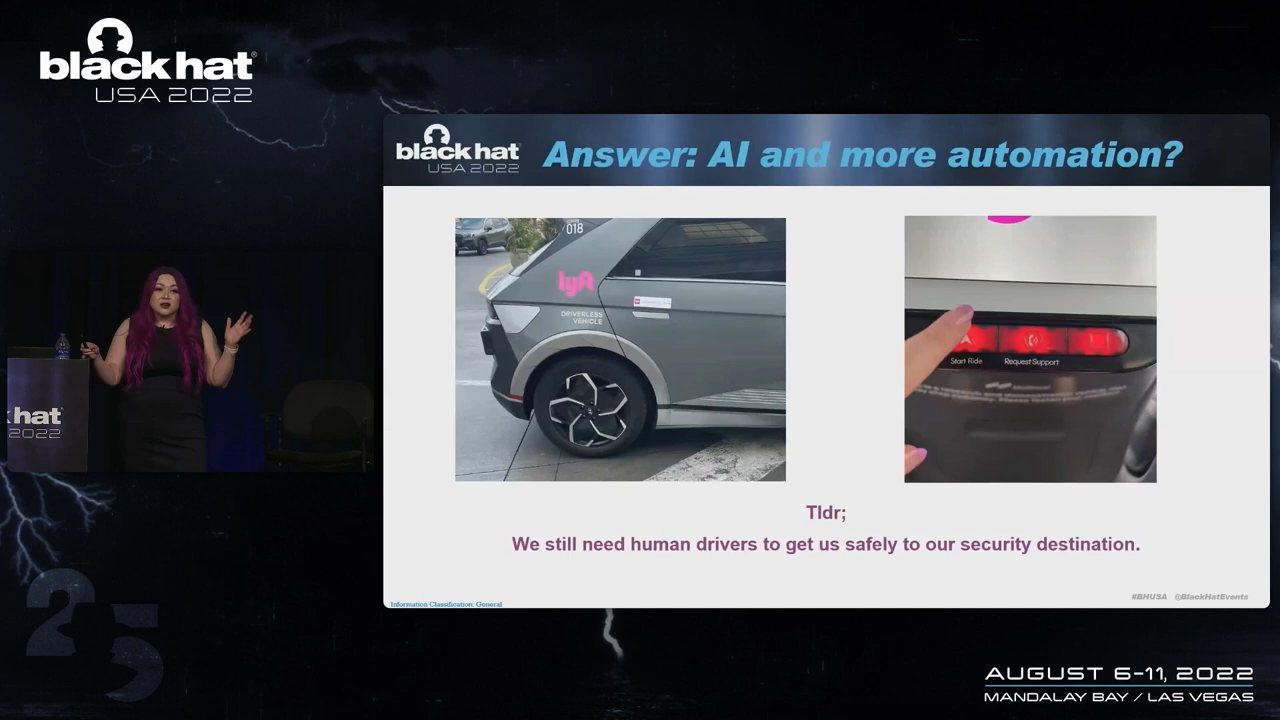 black hat
USA 2022
black hat
USA 2022
Answer: AI and more automation?
018
lyft
DRIVERLESS
VEHICLE
Start Ride
Request Support
Tldr;
We still need human drivers to get us safely to our security destination.
Information Classification: General
#BHUSA @BlackHatEvents
hat
2022
25
AUGUST 6-11, 2022
MANDALAY BAY / LAS VEGAS